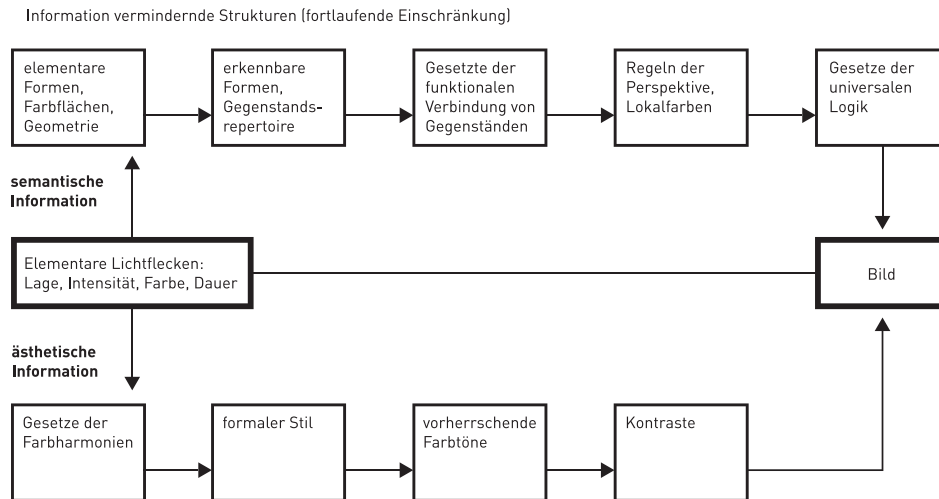 Information vermindernde Strukturen (fortlaufende Einschränkung)
elementare
Formen,
Farbflächen,
Geometrie
erkennbare
Formen,
Gegenstands-
repertoire
Gesetzte der
funktionalen
Verbindung von
Gegenständen
Regeln der
Perspektive,
Lokalfarben
Gesetze der
universalen
Logik
semantische
Information
Elementare Lichtflecken:
Lage, Intensität, Farbe, Dauer
Bild
ästhetische
Information
Gesetze der
Farbharmonien
formaler Stil
vorherrschende
Farbtöne
Kontraste